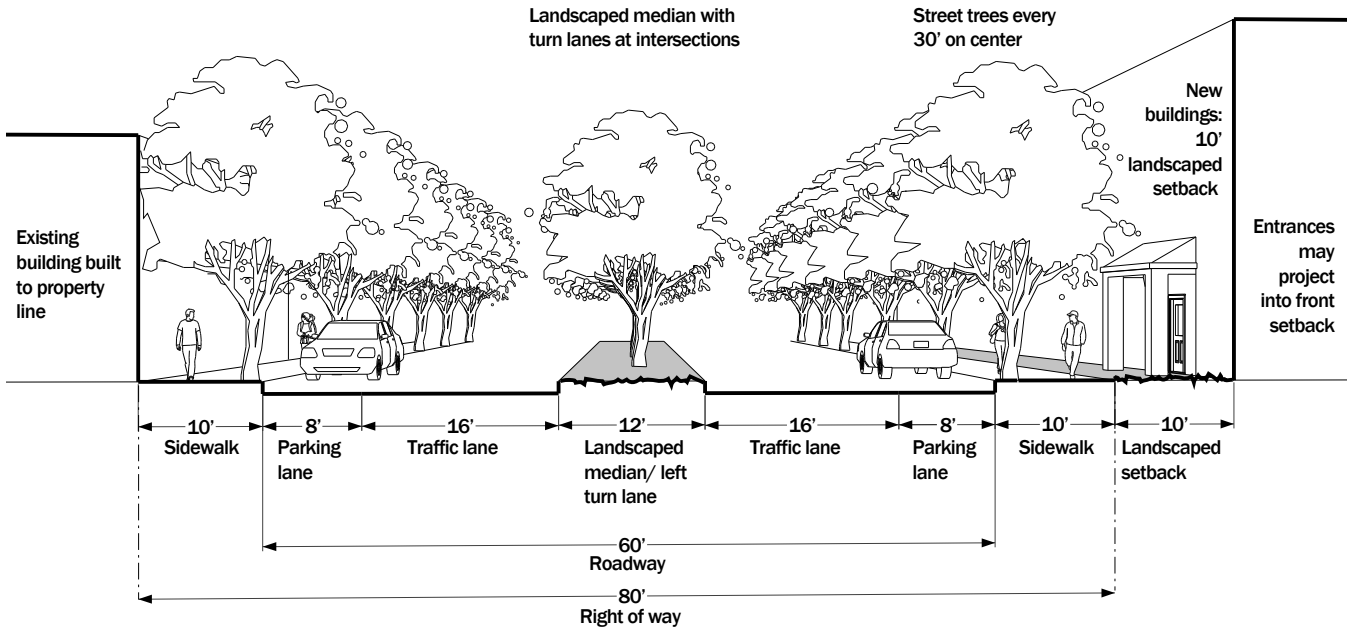 Landscaped median with
turn lanes at intersections
Street trees every
30’ on center
New
buildings:
10’
landscaped
setback
Existing
building built
to property
line
Entrances
may
project
into front
setback
10’
Sidewalk
8’
Parking
lane
16’
Traffic lane
12’
Landscaped
median/ left
turn lane
16’
Traffic lane
8’
Parking
lane
10’
Sidewalk
10’
Landscaped
setback
60’
Roadway
80’
Right of way